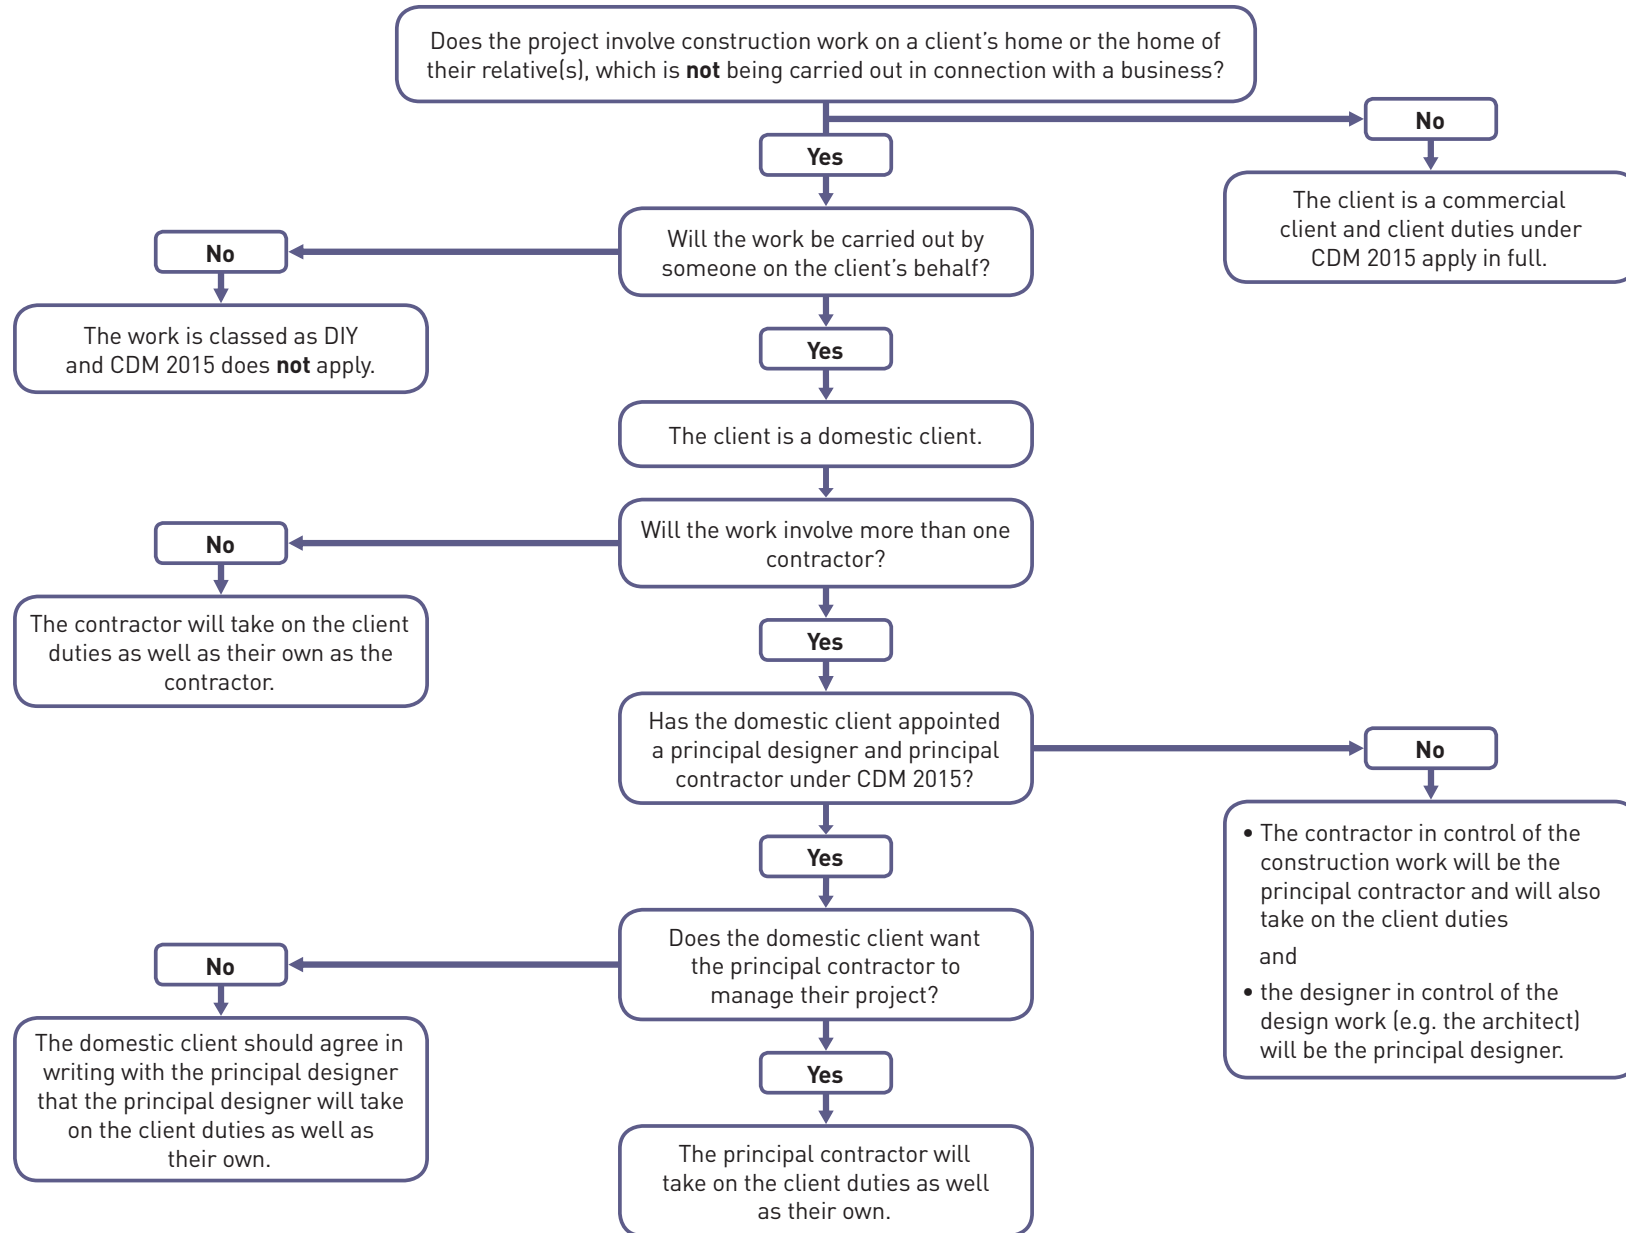 Does the project involve construction work on a client’s home or the home of
their relative(s), which is not being carried out in connection with a business?
No
Yes
The client is a commercial
client and client duties under
CDM 2015 apply in full.
Will the work be carried out by
someone on the client’s behalf?
No
The work is classed as DIY
and CDM 2015 does not apply.
Yes
The client is a domestic client.
Will the work involve more than one
contractor?
No
The contractor will take on the client
duties as well as their own as the
contractor.
Yes
Has the domestic client appointed
a principal designer and principal
contractor under CDM 2015?
No
• The contractor in control of the
construction work will be the
principal contractor and will also
take on the client duties
and
• the designer in control of the
design work (e.g. the architect)
will be the principal designer.
Yes
Does the domestic client want
the principal contractor to
manage their project?
No
The domestic client should agree in
writing with the principal designer
that the principal designer will take
on the client duties as well as
their own.
Yes
The principal contractor will
take on the client duties as well
as their own.